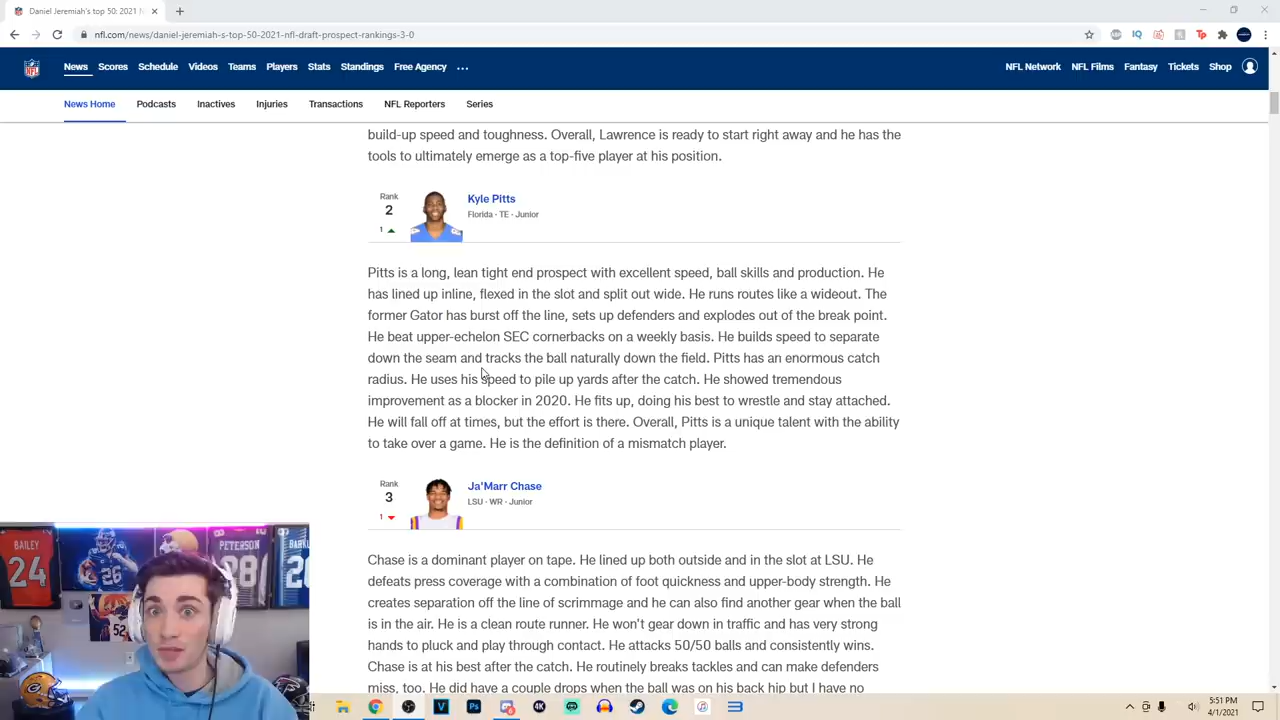 Daniel Jeremiah's top 50: 2021
nfl.com/news/daniel-jeremiah-s-top-50-2021-nfl-draft-prospect-rankings-3-0
News Scores Schedule Videos Teams Players Stats Standings Free Agency ... NFL Network NFL Films Fantasy Tickets Shop
News Home Podcasts Inactives Injuries Transactions NFL Reporters Series
build-up speed and toughness. Overall, Lawrence is ready to start right away and he has the
tools to ultimately emerge as a top-five player at his position.
Rank
2
1
Kyle Pitts
Florida · TE · Junior
Pitts is a long, lean tight end prospect with excellent speed, ball skills and production. He
has lined up inline, flexed in the slot and split out wide. He runs routes like a wideout. The
former Gator has burst off the line, sets up defenders and explodes out of the break point.
He beat upper-echelon SEC cornerbacks on a weekly basis. He builds speed to separate
down the seam and tracks the ball naturally down the field. Pitts has an enormous catch
radius. He uses his speed to pile up yards after the catch. He showed tremendous
improvement as a blocker in 2020. He fits up, doing his best to wrestle and stay attached.
He will fall off at times, but the effort is there. Overall, Pitts is a unique talent with the ability
to take over a game. He is the definition of a mismatch player.
Rank
3
1
Ja'Marr Chase
LSU · WR · Junior
Chase is a dominant player on tape. He lined up both outside and in the slot at LSU. He
defeats press coverage with a combination of foot quickness and upper-body strength. He
creates separation off the line of scrimmage and he can also find another gear when the ball
is in the air. He is a clean route runner. He won't gear down in traffic and has very strong
hands to pluck and play through contact. He attacks 50/50 balls and consistently wins.
Chase is at his best after the catch. He routinely breaks tackles and can make defenders
miss, too. He did have a couple drops when the ball was on his back hip but I have no
BAILEY
24
26
52
PETERSON
28
5:51 PM
4/1/2021